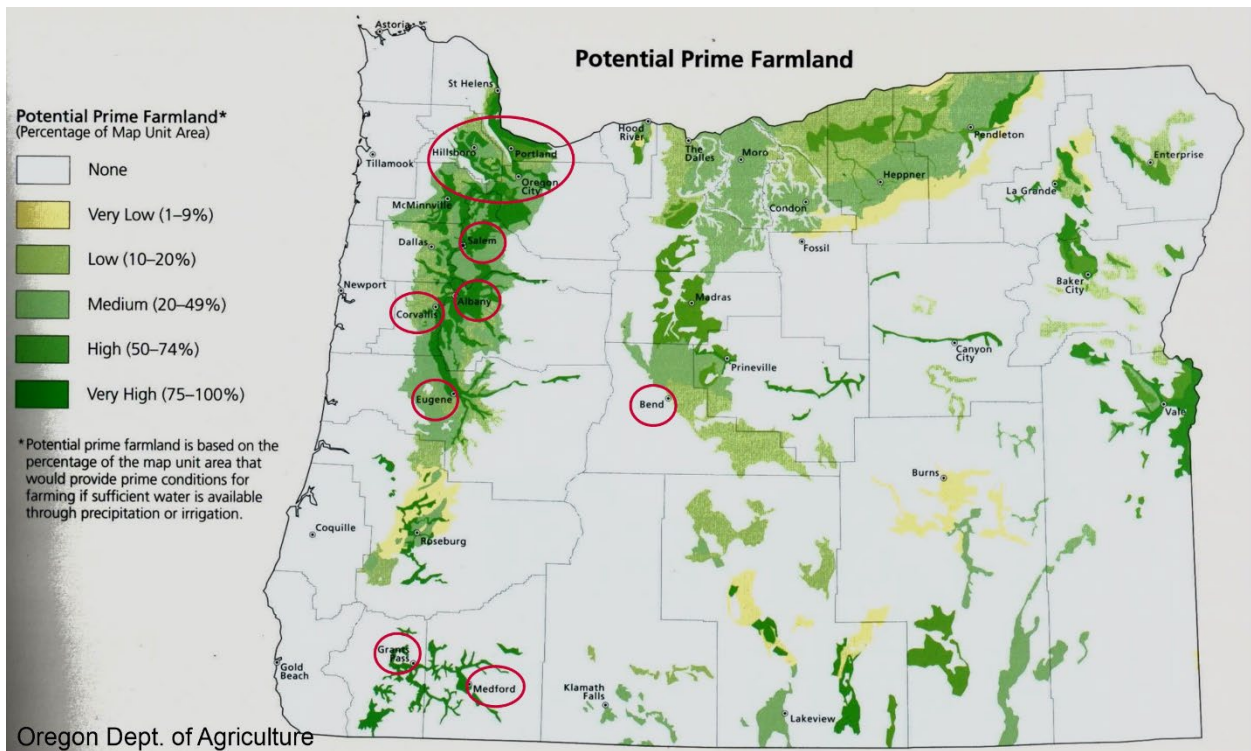 Potential Prime Farmland
Potential Prime Farmland*
(Percentage of Map Unit Area)
None
Very Low (1–9%)
Low (10–20%)
Medium (20–49%)
High (50–74%)
Very High (75–100%)
*Potential prime farmland is based on the
percentage of the map unit area that
would provide prime conditions for
farming if sufficient water is available
through precipitation or irrigation.
Astoria
St Helens
Hood
River
The
Dalles
Moro
Pendleton
Hillsboro
Portland
Tillamook
Oregon
City
Enterprise
Heppner
La Grande
McMinnville
Condon
Dallas
Salem
Fossil
Newport
Albany
Madras
Baker
City
Corvallis
Canyon
City
Prineville
Eugene
Bend
Vale
Burns
Coquille
Roseburg
Grants
Pass
Gold
Beach
Medford
Klamath
Falls
Lakeview
Oregon Dept. of Agriculture